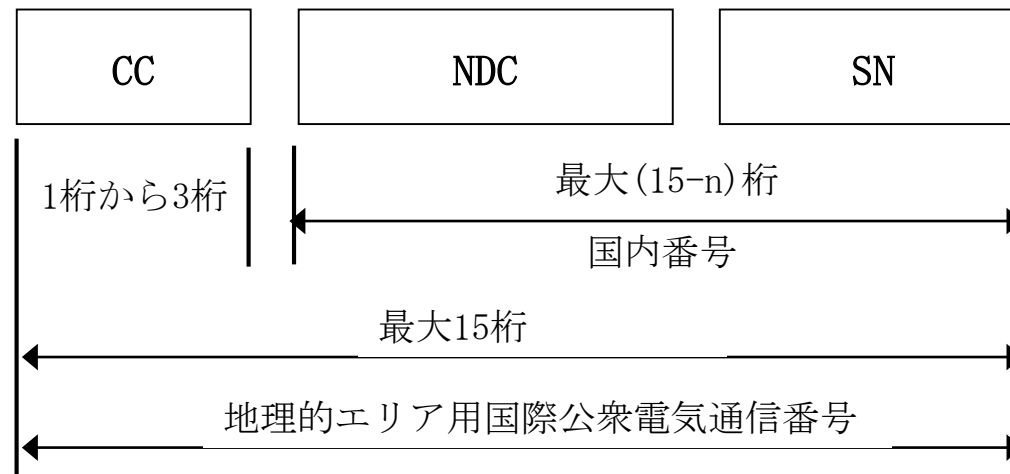 CC NDC SN
1桁から3桁
最大(15-n)桁
国内番号
最大15桁
地理的エリア用国際公衆電気通信番号